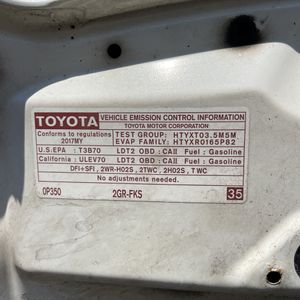 TOYOTA VEHICLE EMISSION CONTROL INFORMATION
TOYOTA MOTOR CORPORATION
Conforms to regulations TEST GROUP: HTYXT03.5M5M
2017MY EVAP FAMILY: HTYXR0165P82
U.S.EPA : T3B70 LDT2 OBD : CAII Fuel : Gasoline
California : ULEV70 LDT2 OBD : CAII Fuel : Gasoline
DFI+SFI , 2WR-HO2S , 2TWC , 2HO2S , TWC
No adjustments needed.
0P350 2GR-FKS 35